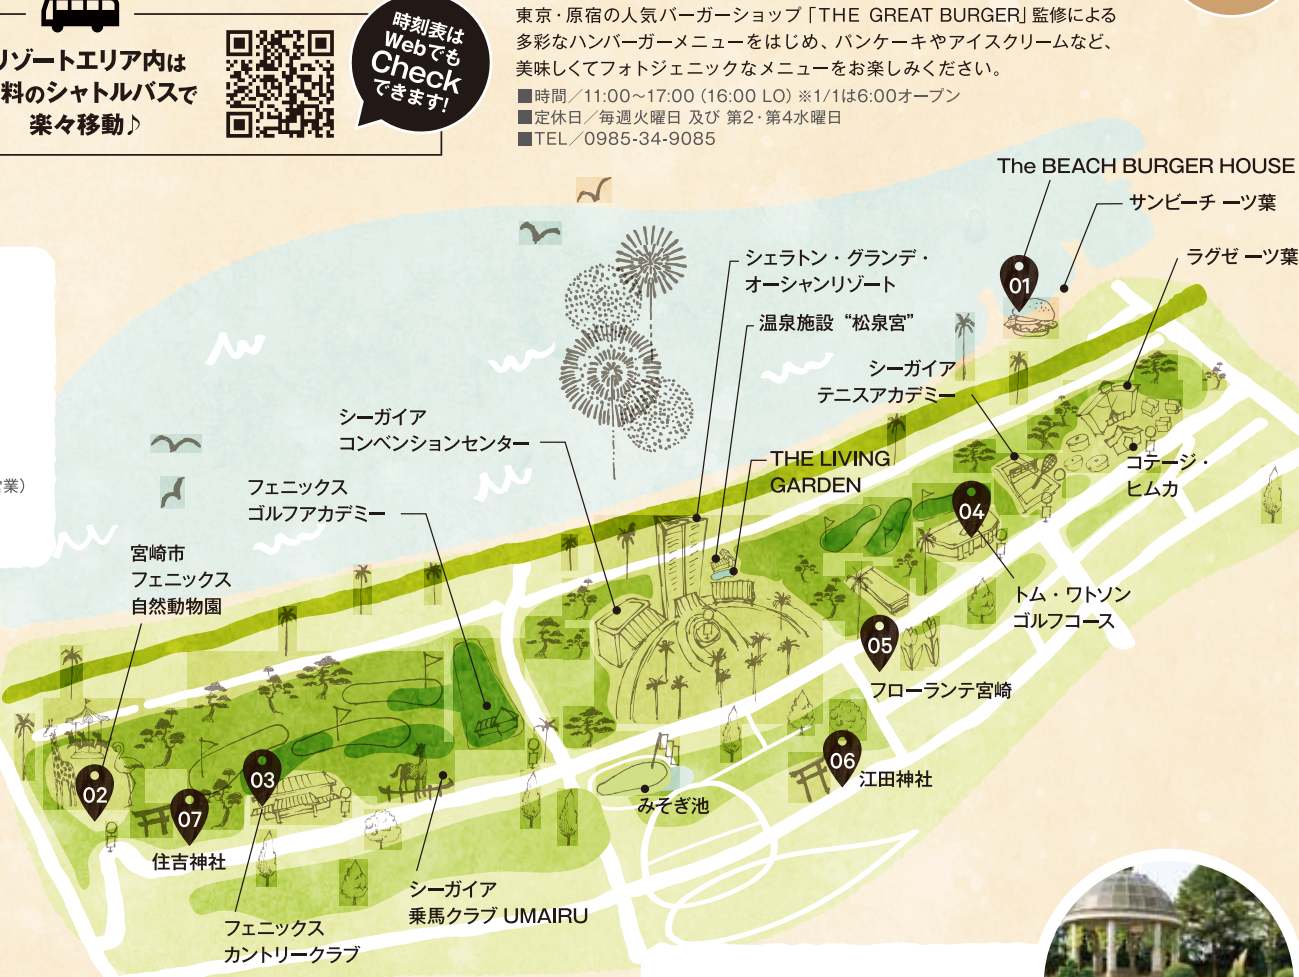 リゾートエリア内は
料のシャトルバスで
楽々移動♪
時刻表は
Webでも
Check
できます!
東京・原宿の人気バーガーショップ「THE GREAT BURGER」監修による
多彩なハンバーガーメニューをはじめ、パンケーキやアイスクリームなど、
美味しくてフォトジェニックなメニューをお楽しみください。
■時間／11:00〜17:00（16:00 LO）※1/1は6:00オープン
■定休日／毎週火曜日 及び 第2・第4水曜日
■TEL／0985-34-9085
The BEACH BURGER HOUSE
サンビーチ 一ツ葉
ラグゼ 一ツ葉
01
シェラトン・グランデ・
オーシャンリゾート
温泉施設 “松泉宮”
シーガイア
テニスアカデミー
シーガイア
コンベンションセンター
THE LIVING
GARDEN
コテージ・
ヒムカ
業）
フェニックス
ゴルフアカデミー
04
宮崎市
フェニックス
自然動物園
トム・ワトソン
ゴルフコース
05
フローランテ宮崎
06
江田神社
みそぎ池
02
03
07
住吉神社
シーガイア
乗馬クラブ UMAIRU
フェニックス
カントリークラブ